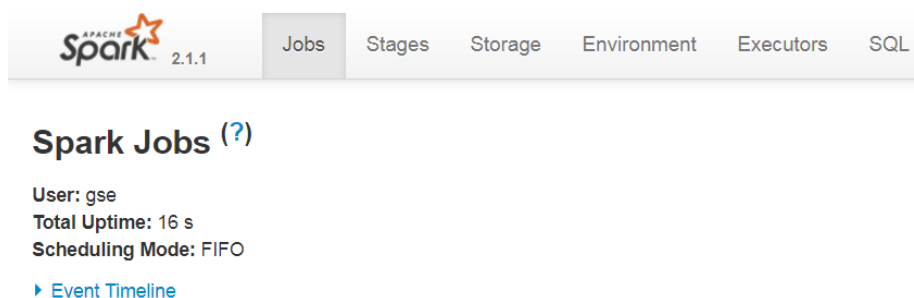 APACHE Spark 2.1.1 Jobs Stages Storage Environment Executors SQL
Spark Jobs (?)
User: gse
Total Uptime: 16 s
Scheduling Mode: FIFO
Event Timeline